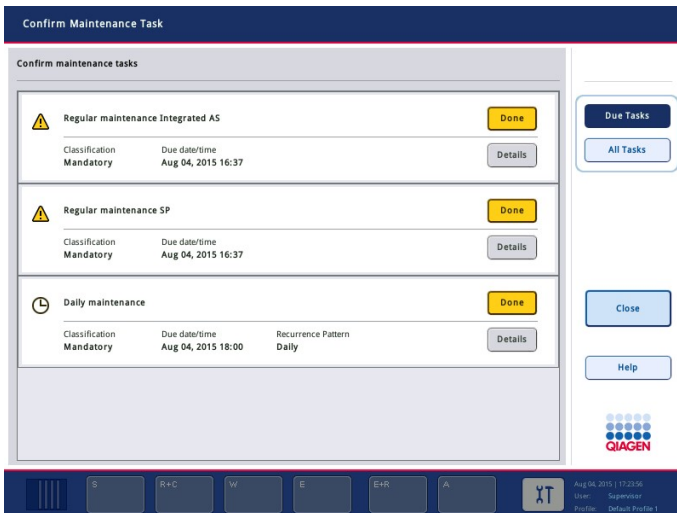 Confirm Maintenance Task
Confirm maintenance tasks
Regular maintenance Integrated AS
Done
Classification Due date/time
Mandatory Aug 04, 2015 16:37
Details
Regular maintenance SP
Done
Classification Due date/time
Mandatory Aug 04, 2015 16:37
Details
Daily maintenance
Done
Classification Due date/time Recurrence Pattern
Mandatory Aug 04, 2015 18:00 Daily
Details
Due Tasks
All Tasks
Close
Help
QIAGEN
S R+C W E E+R A
Aug 04, 2015 | 17:23:56
User: Supervisor
Profile: Default Profile 1